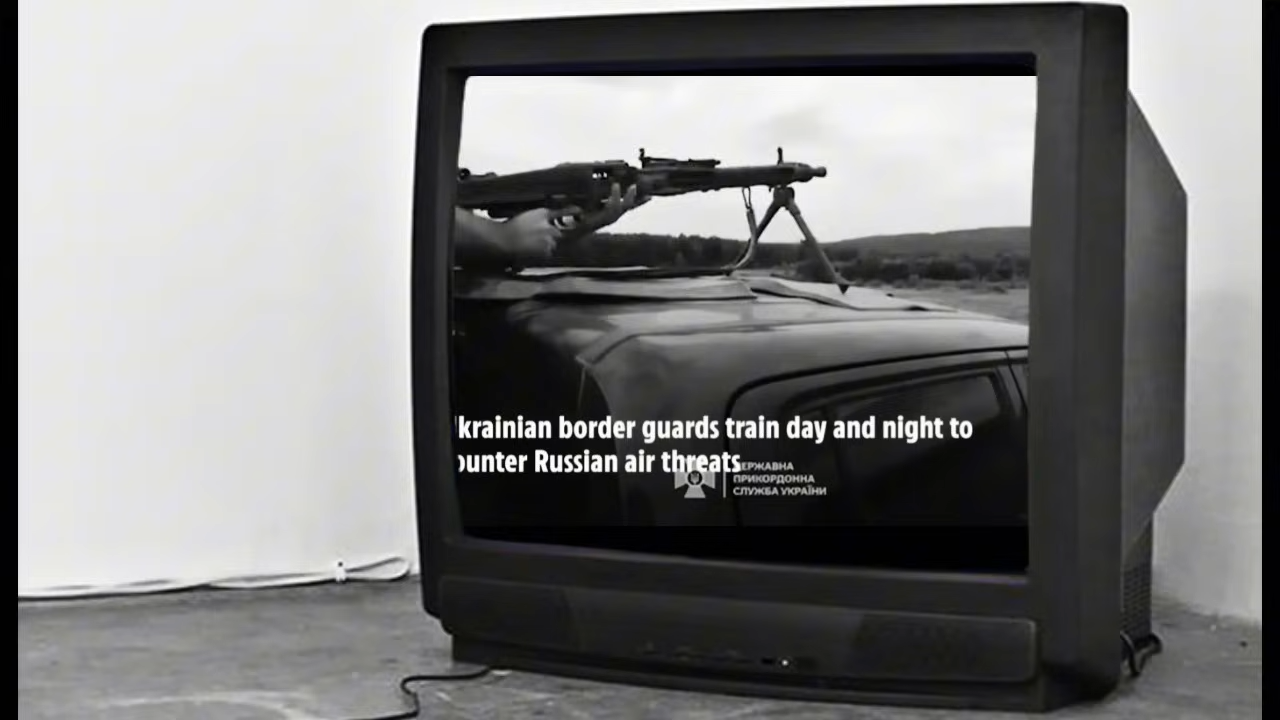 krainian border guards train day and night to
ounter Russian air threats
ДЕРЖАВНА
ПРИКОРДОННА
СЛУЖБА УКРАЇНИ